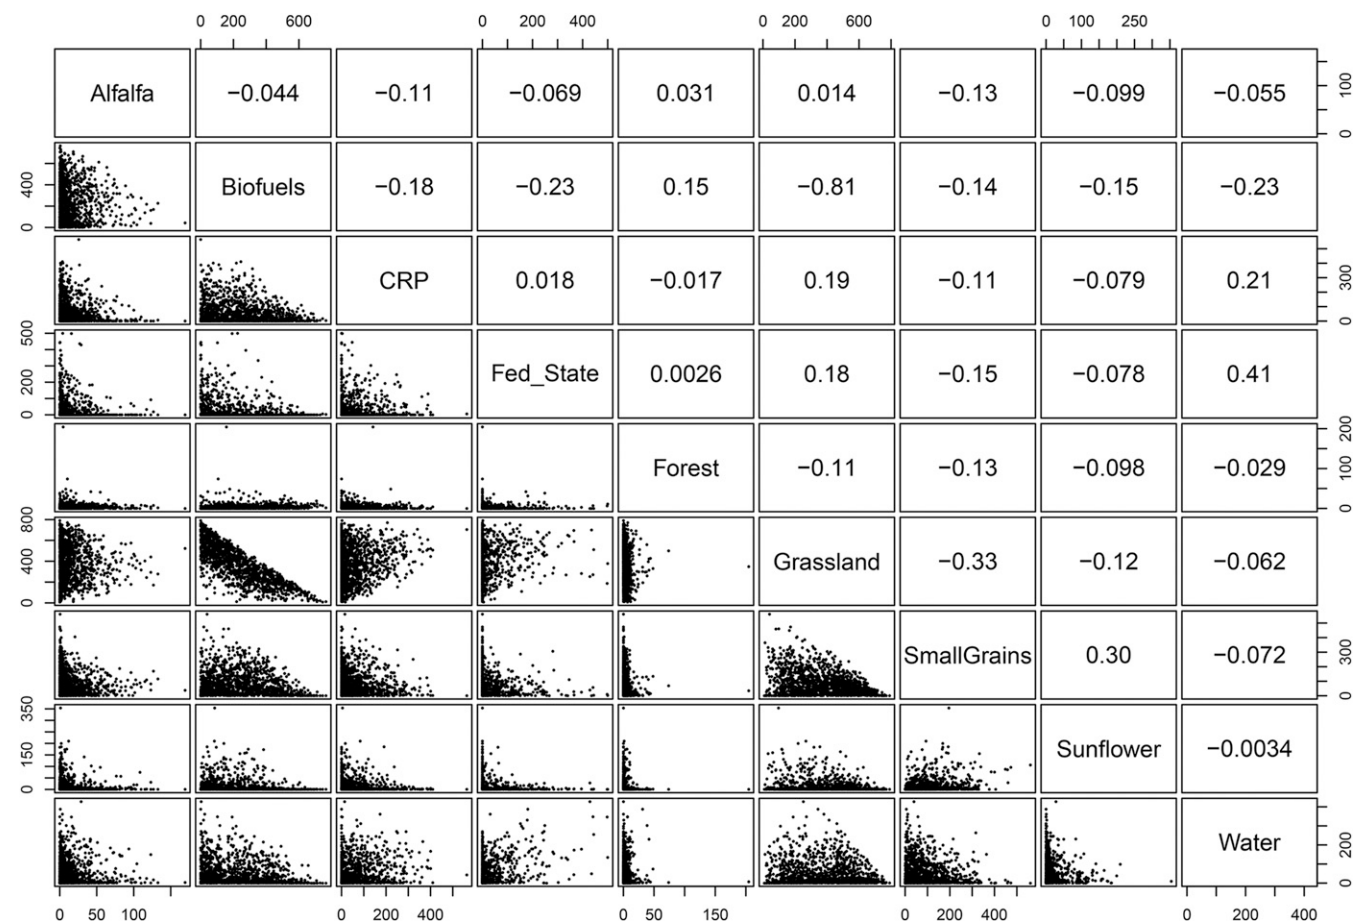 0 200 600 0 200 400 0 200 600 0 100 250
Alfalfa −0.044 −0.11 −0.069 0.031 0.014 −0.13 −0.099 −0.055 0 100
0 400 Biofuels −0.18 −0.23 0.15 −0.81 −0.14 −0.15 −0.23
CRP 0.018 −0.017 0.19 −0.11 −0.079 0.21 0 300
0 200 500 Fed_State 0.0026 0.18 −0.15 −0.078 0.41
Forest −0.11 −0.13 −0.098 −0.029 0 100 200
0 400 800 Grassland −0.33 −0.12 −0.062
SmallGrains 0.30 −0.072 0 300
0 150 350 Sunflower −0.0034
Water 0 200
0 50 100 0 200 400 0 50 150 0 200 400 0 200 400